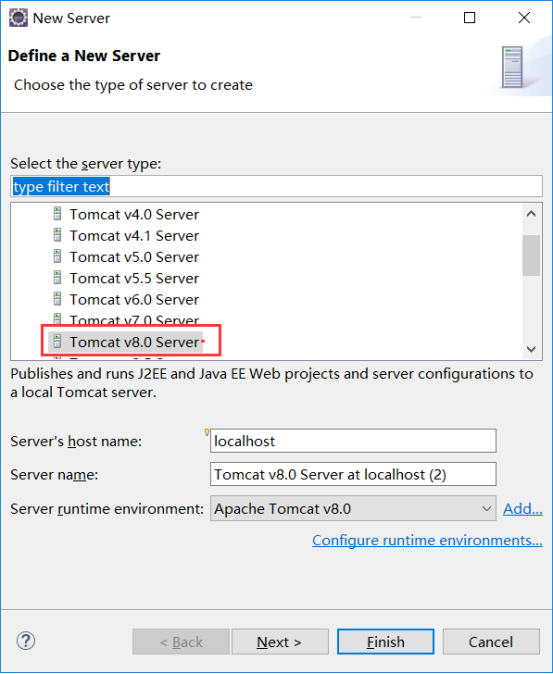 New Server
Define a New Server
Choose the type of server to create
Select the server type:
type filter text
Tomcat v4.0 Server
Tomcat v4.1 Server
Tomcat v5.0 Server
Tomcat v5.5 Server
Tomcat v6.0 Server
Tomcat v7.0 Server
Tomcat v8.0 Server
Publishes and runs J2EE and Java EE Web projects and server configurations to
a local Tomcat server.
Server's host name: localhost
Server name: Tomcat v8.0 Server at localhost (2)
Server runtime environment: Apache Tomcat v8.0 Add...
Configure runtime environments...
? < Back Next > Finish Cancel